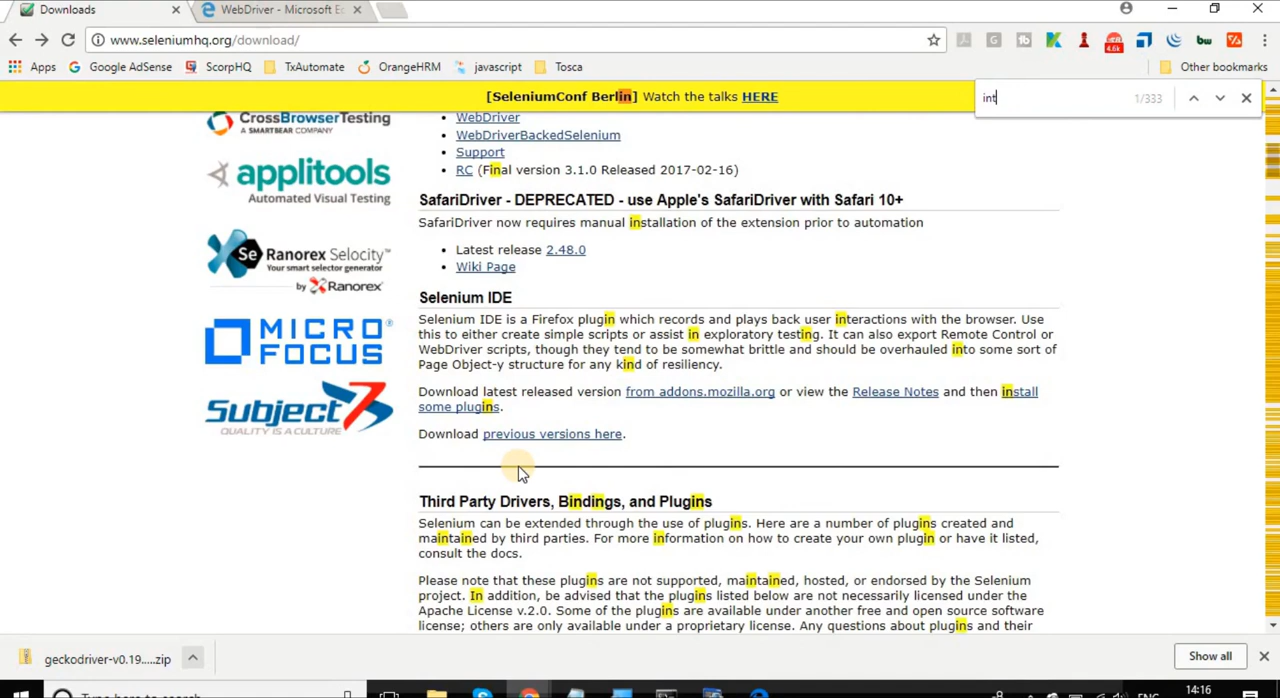 Downloads
WebDriver - Microsoft Ec
www.seleniumhq.org/download/
Apps
Google AdSense
ScorpHQ
TxAutomate
OrangeHRM
javascript
Tosca
Other bookmarks
[SeleniumConf Berlin] Watch the talks HERE
int
1/333
CROSSBROWSERTESTING
A SMARTBEAR COMPANY
applitools
Automated Visual Testing
Se Ranorex Selocity
Your smart selector generator
by Ranorex
MICRO
FOCUS
Subject7
QUALITY IS A CULTURE
WebDriver
WebDriverBackedSelenium
Support
RC (Final version 3.1.0 Released 2017-02-16)
SafariDriver - DEPRECATED - use Apple's SafariDriver with Safari 10+
SafariDriver now requires manual installation of the extension prior to automation
Latest release 2.48.0
Wiki Page
Selenium IDE
Selenium IDE is a Firefox plugin which records and plays back user interactions with the browser. Use
this to either create simple scripts or assist in exploratory testing. It can also export Remote Control or
WebDriver scripts, though they tend to be somewhat brittle and should be overhauled into some sort of
Page Object-y structure for any kind of resiliency.
Download latest released version from addons.mozilla.org or view the Release Notes and then install
some plugins.
Download previous versions here.
Third Party Drivers, Bindings, and Plugins
Selenium can be extended through the use of plugins. Here are a number of plugins created and
maintained by third parties. For more information on how to create your own plugin or have it listed,
consult the docs.
Please note that these plugins are not supported, maintained, hosted, or endorsed by the Selenium
project. In addition, be advised that the plugins listed below are not necessarily licensed under the
Apache License v.2.0. Some of the plugins are available under another free and open source software
license; others are only available under a proprietary license. Any questions about plugins and their
geckodriver-v0.19.....zip
Show all
Type here to search
ENG
14:16